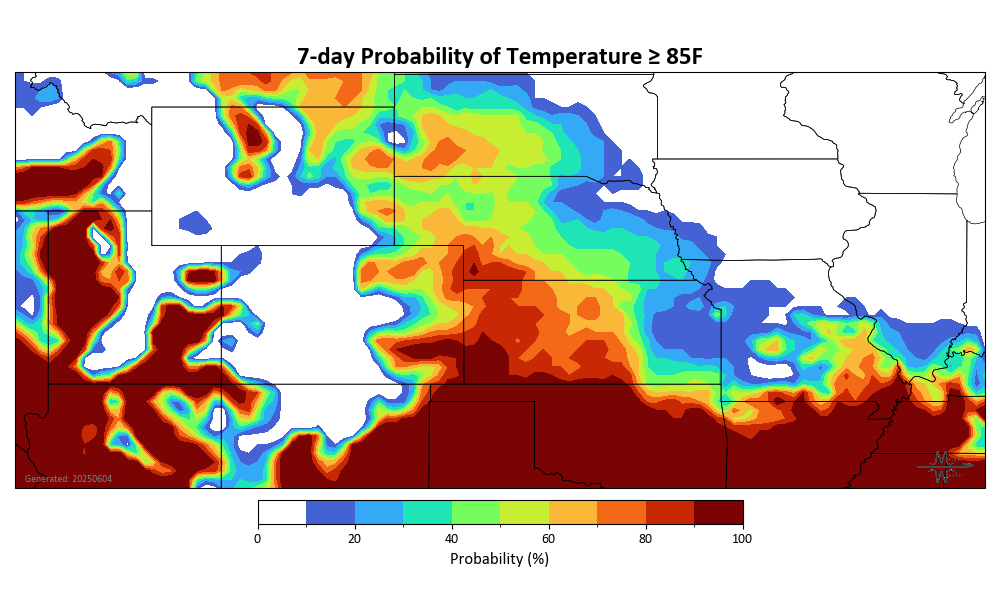 7-day Probability of Temperature ≥ 85F
Generated: 20250604
0 20 40 60 80 100
Probability (%)